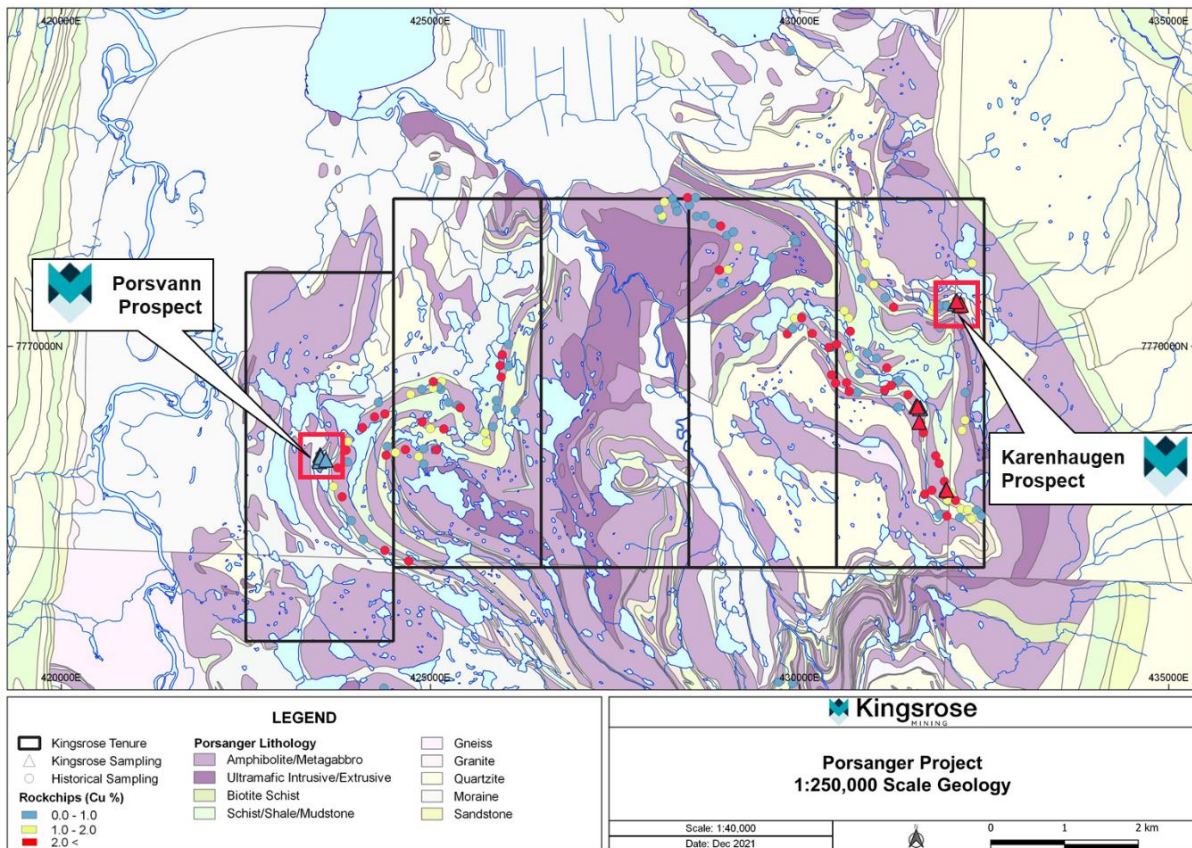 420000E
425000E
430000E
435000E
Porsvann
Prospect
7770000N
7770000N
Karenhaugen
Prospect
420000E
425000E
430000E
435000E
LEGEND
Kingsrose Tenure
Kingsrose Sampling
Historical Sampling
Rockchips (Cu %)
0.0 - 1.0
1.0 - 2.0
2.0 <
Porsanger Lithology
Amphibolite/Metagabbro
Ultramafic Intrusive/Extrusive
Biotite Schist
Schist/Shale/Mudstone
Gneiss
Granite
Quartzite
Moraine
Sandstone
Kingsrose
MINING
Porsanger Project
1:250,000 Scale Geology
Scale: 1:40,000
Date: Dec 2021
0 1 2 km